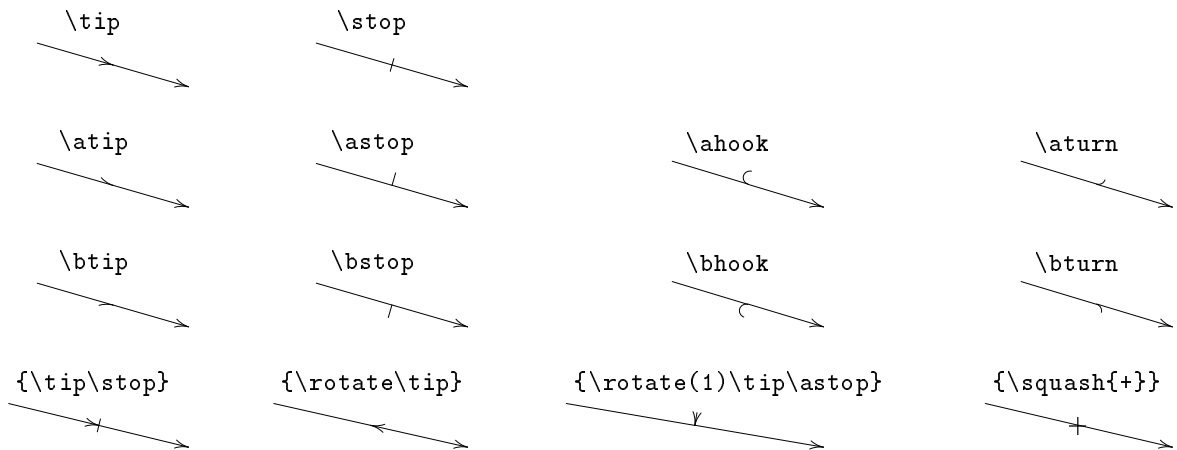 \tip \stop
\atip \astop \ahook \aturn
\btip \bstop \bhook \bturn
{\tip\stop} {\rotate\tip} {\rotate(1)\tip\astop} {\squash{+}}